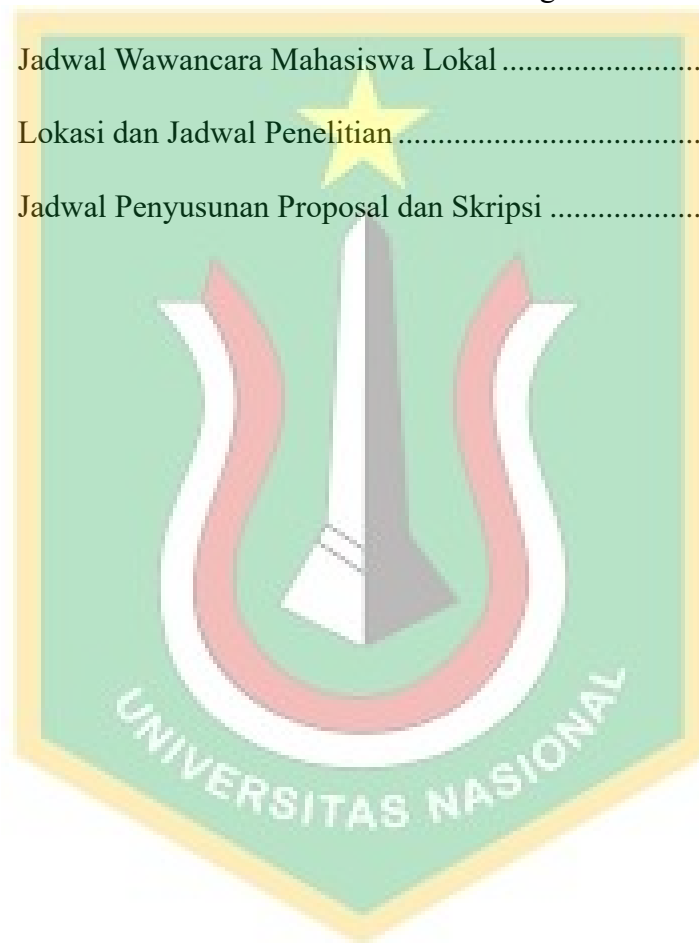 Jadwal Wawancara Mahasiswa Lokal ........................
Lokasi dan Jadwal Penelitian .....................................
Jadwal Penyusunan Proposal dan Skripsi ..................
UNIVERSITAS NASIONAL